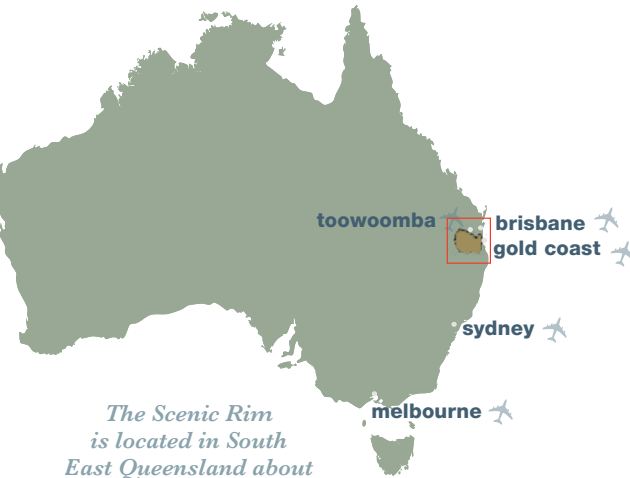 toowoomba
brisbane
gold coast
sydney
melbourne
The Scenic Rim
is located in South
East Queensland about